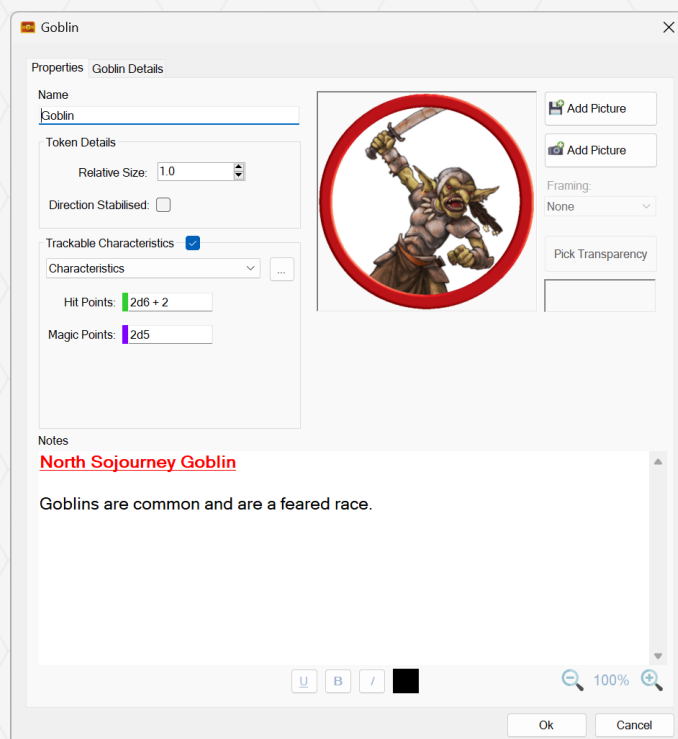 Goblin
Properties Goblin Details
Name
Goblin
Token Details
Relative Size: 1.0
Direction Stabilised:
Trackable Characteristics
Characteristics
...
Hit Points: 2d6 + 2
Magic Points: 2d5
Add Picture
Add Picture
Framing:
None
Pick Transparency
Notes
North Sojourney Goblin
Goblins are common and are a feared race.
U B I
100%
Ok Cancel